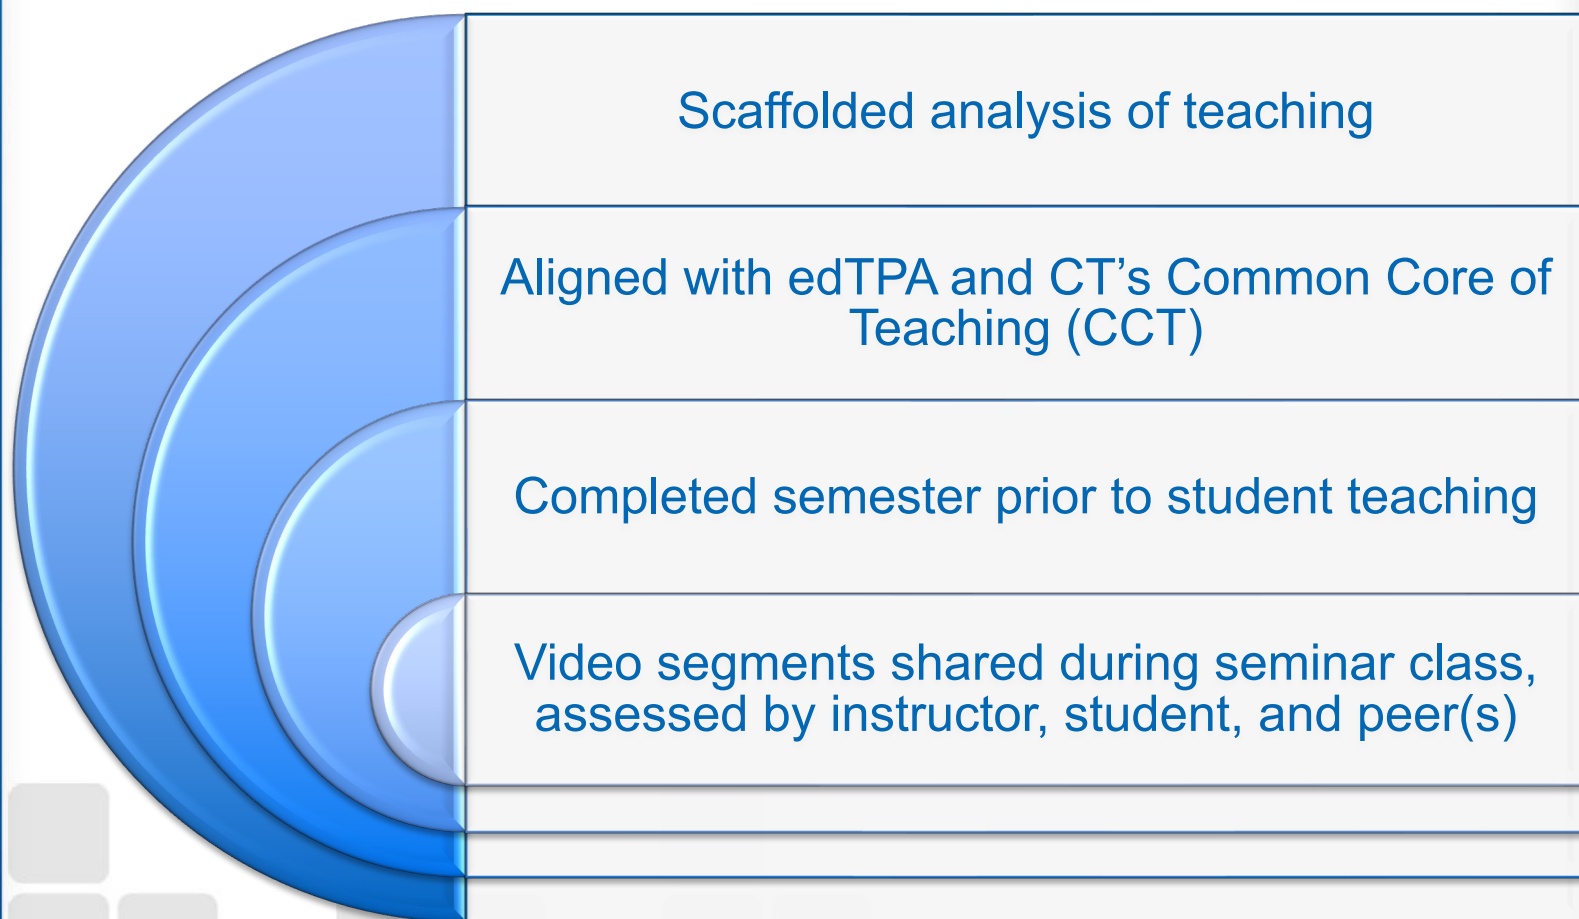 Scaffolded analysis of teaching
Aligned with edTPA and CT’s Common Core of
Teaching (CCT)
Completed semester prior to student teaching
Video segments shared during seminar class,
assessed by instructor, student, and peer(s)